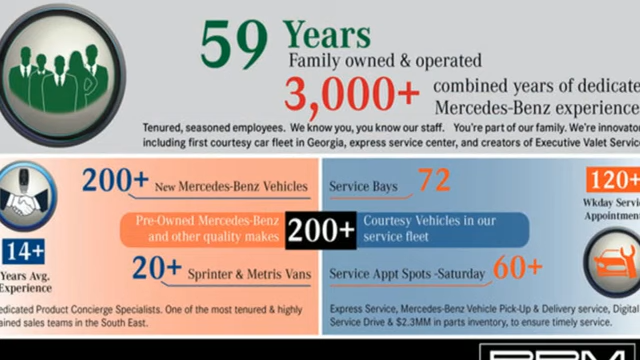 59 Years
Family owned & operated
3,000+ combined years of dedicate
Mercedes-Benz experience
Tenured, seasoned employees. We know you, you know our staff. You're part of our family. We're innovato
including first courtesy car fleet in Georgia, express service center, and creators of Executive Valet Service
200+ New Mercedes-Benz Vehicles
Pre-Owned Mercedes-Benz
and other quality makes
200+
14+
Years Avg.
Experience
20+ Sprinter & Metris Vans
edicated Product Concierge Specialists. One of the most tenured & highly
ained sales teams in the South East.
Service Bays 72
120+
Wkday Servic
Appointment
Courtesy Vehicles in our
service fleet
Service Appt Spots -Saturday 60+
Express Service, Mercedes-Benz Vehicle Pick-Up & Delivery service, Digital
Service Drive & $2.3MM in parts inventory, to ensure timely service.